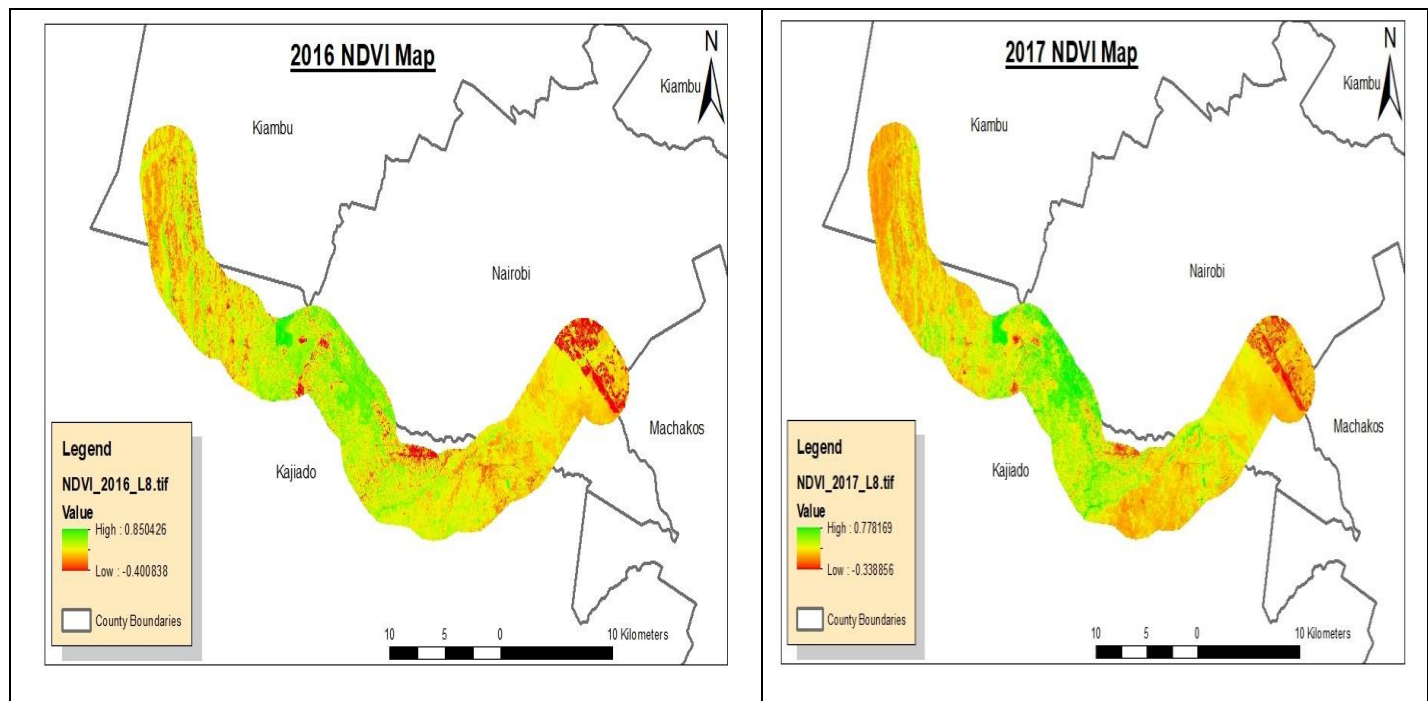 2016 NDVI Map
N
Kiambu
Kiambu
Nairobi
Machakos
Kajiado
Legend
NDVI_2016_L8.tif
Value
High : 0.850426
Low : -0.400838
County Boundaries
10 5 0 10 Kilometers
2017 NDVI Map
N
Kiambu
Kiambu
Nairobi
Machakos
Kajiado
Legend
NDVI_2017_L8.tif
Value
High : 0.778169
Low : -0.338856
County Boundaries
10 5 0 10 Kilometers